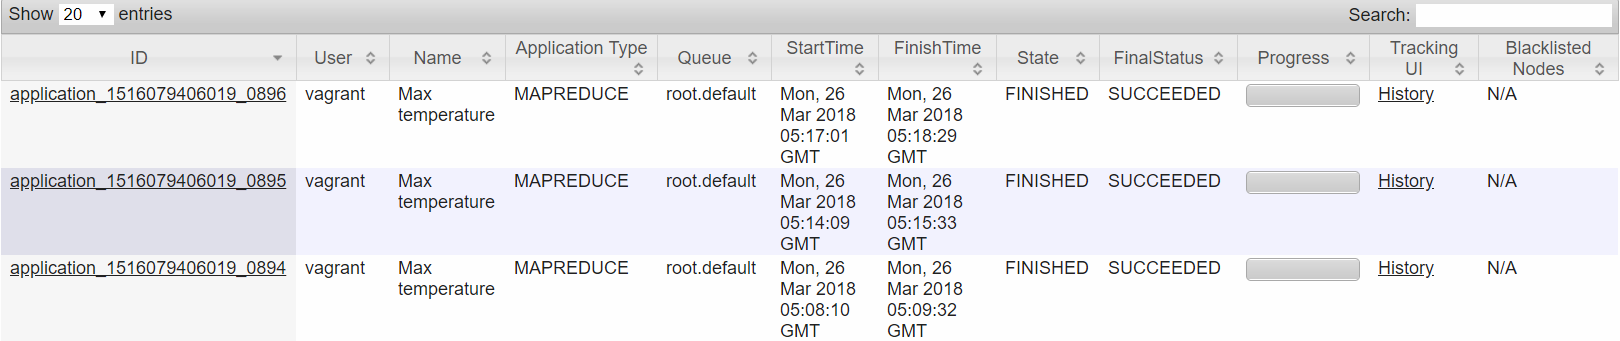 Show 20 entries Search:
ID User Name Application Type Queue StartTime FinishTime State FinalStatus Progress Tracking UI Blacklisted Nodes
application_1516079406019_0896 vagrant Max temperature MAPREDUCE root.default Mon, 26 Mar 2018 05:17:01 GMT Mon, 26 Mar 2018 05:18:29 GMT FINISHED SUCCEEDED History N/A
application_1516079406019_0895 vagrant Max temperature MAPREDUCE root.default Mon, 26 Mar 2018 05:14:09 GMT Mon, 26 Mar 2018 05:15:33 GMT FINISHED SUCCEEDED History N/A
application_1516079406019_0894 vagrant Max temperature MAPREDUCE root.default Mon, 26 Mar 2018 05:08:10 GMT Mon, 26 Mar 2018 05:09:32 GMT FINISHED SUCCEEDED History N/A